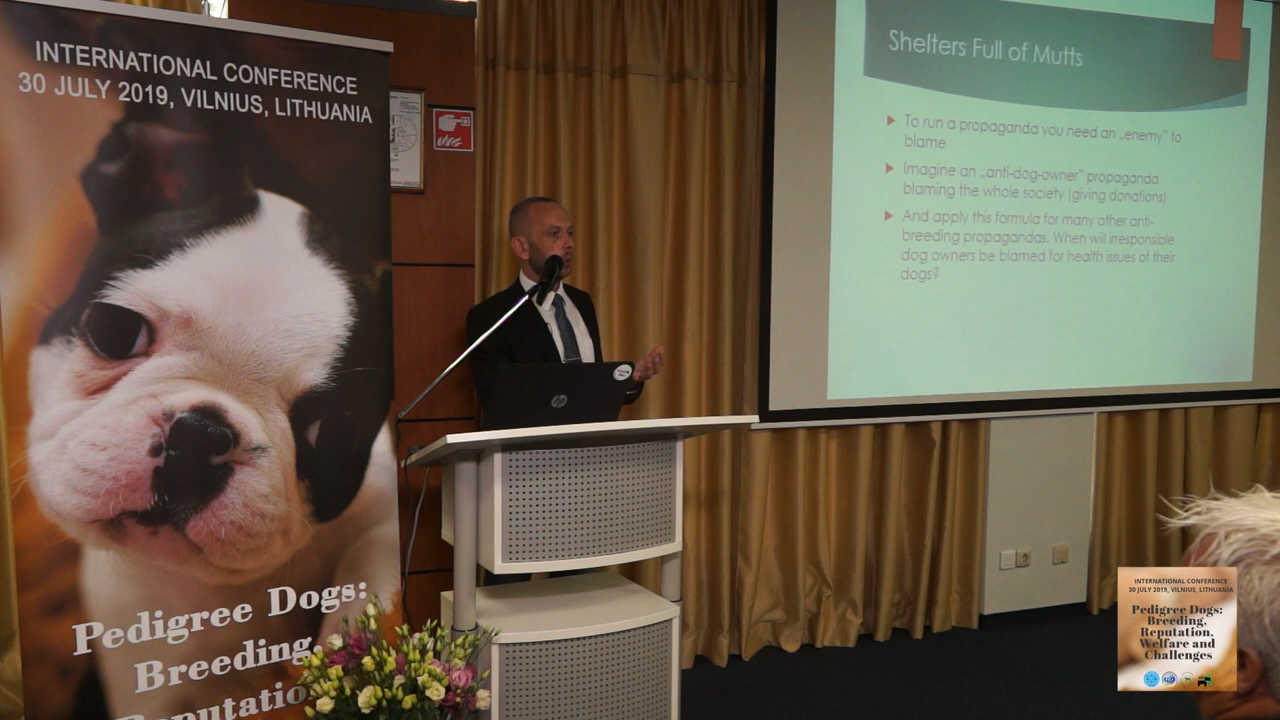 INTERNATIONAL CONFERENCE
30 JULY 2019, VILNIUS, LITHUANIA
Pedigree Dogs:
Breeding,
Reputatio
Shelters Full of Mutts
To run a propaganda you need an „enemy” to
blame
Imagine an „anti-dog-owner” propaganda
blaming the whole society (giving donations)
And apply this formula for many other anti-
breeding propagandas. When will irresponsible
dog owners be blamed for health issues of their
dogs?
hp
INTERNATIONAL CONFERENCE
30 JULY 2019, VILNIUS, LITHUANIA
Pedigree Dogs:
Breeding,
Reputation,
Welfare and
Challenges